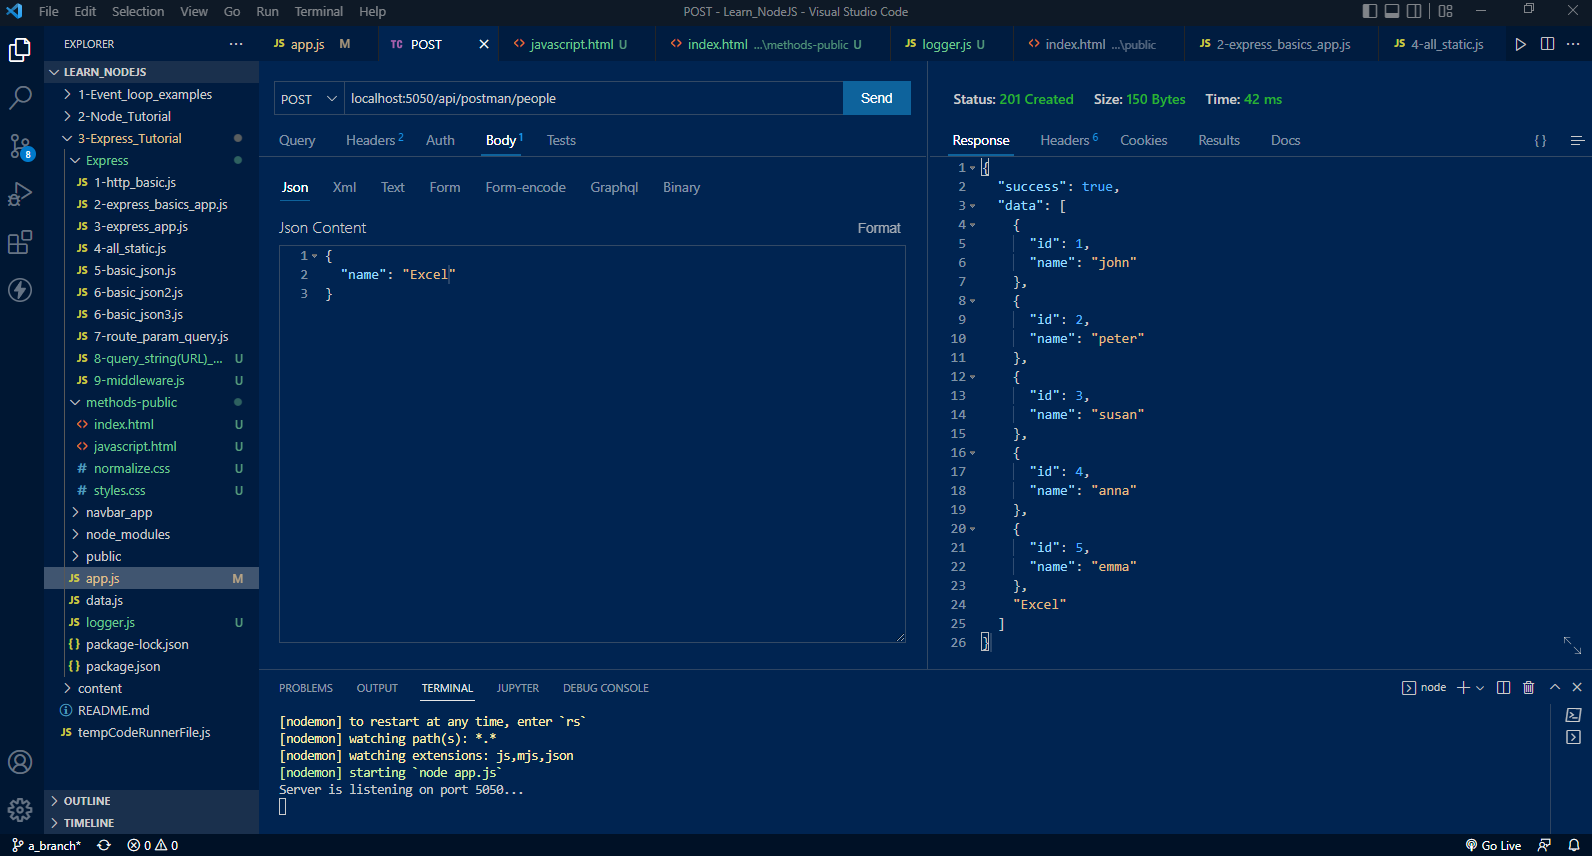 File Edit Selection View Go Run Terminal Help
POST - Learn_NodeJS - Visual Studio Code
EXPLORER ...
JS app.js M
TC POST
<> javascript.html U
<> index.html ...\methods-public U
JS logger.js U
<> index.html ...\public
JS 2-express_basics_app.js
JS 4-all_static.js
8
LEARN_NODEJS
1-Event_loop_examples
2-Node_Tutorial
3-Express_Tutorial
Express
JS 1-http_basic.js
JS 2-express_basics_app.js
JS 3-express_app.js
JS 4-all_static.js
JS 5-basic_json.js
JS 6-basic_json2.js
JS 6-basic_json3.js
JS 7-route_param_query.js
JS 8-query_string(URL)_... U
JS 9-middleware.js U
methods-public
<> index.html U
<> javascript.html U
# normalize.css U
# styles.css U
navbar_app
node_modules
public
JS app.js M
JS data.js
JS logger.js U
{} package-lock.json
{} package.json
content
README.md
JS tempCodeRunnerFile.js
OUTLINE
TIMELINE
POST localhost:5050/api/postman/people Send
Query Headers 2 Auth Body 1 Tests
Json Xml Text Form Form-encode Graphql Binary
Json Content Format
1 {
2 "name": "Excel"
3 }
Status: 201 Created Size: 150 Bytes Time: 42 ms
Response Headers 6 Cookies Results Docs {}
1 {
2 "success": true,
3 "data": [
4 {
5 "id": 1,
6 "name": "john"
7 },
8 {
9 "id": 2,
10 "name": "peter"
11 },
12 {
13 "id": 3,
14 "name": "susan"
15 },
16 {
17 "id": 4,
18 "name": "anna"
19 },
20 {
21 "id": 5,
22 "name": "emma"
23 },
24 "Excel"
25 ]
26 }
PROBLEMS OUTPUT TERMINAL JUPYTER DEBUG CONSOLE
node
[nodemon] to restart at any time, enter `rs`
[nodemon] watching path(s): *.*
[nodemon] watching extensions: js,mjs,json
[nodemon] starting `node app.js`
Server is listening on port 5050...
a_branch* 0 0
Go Live